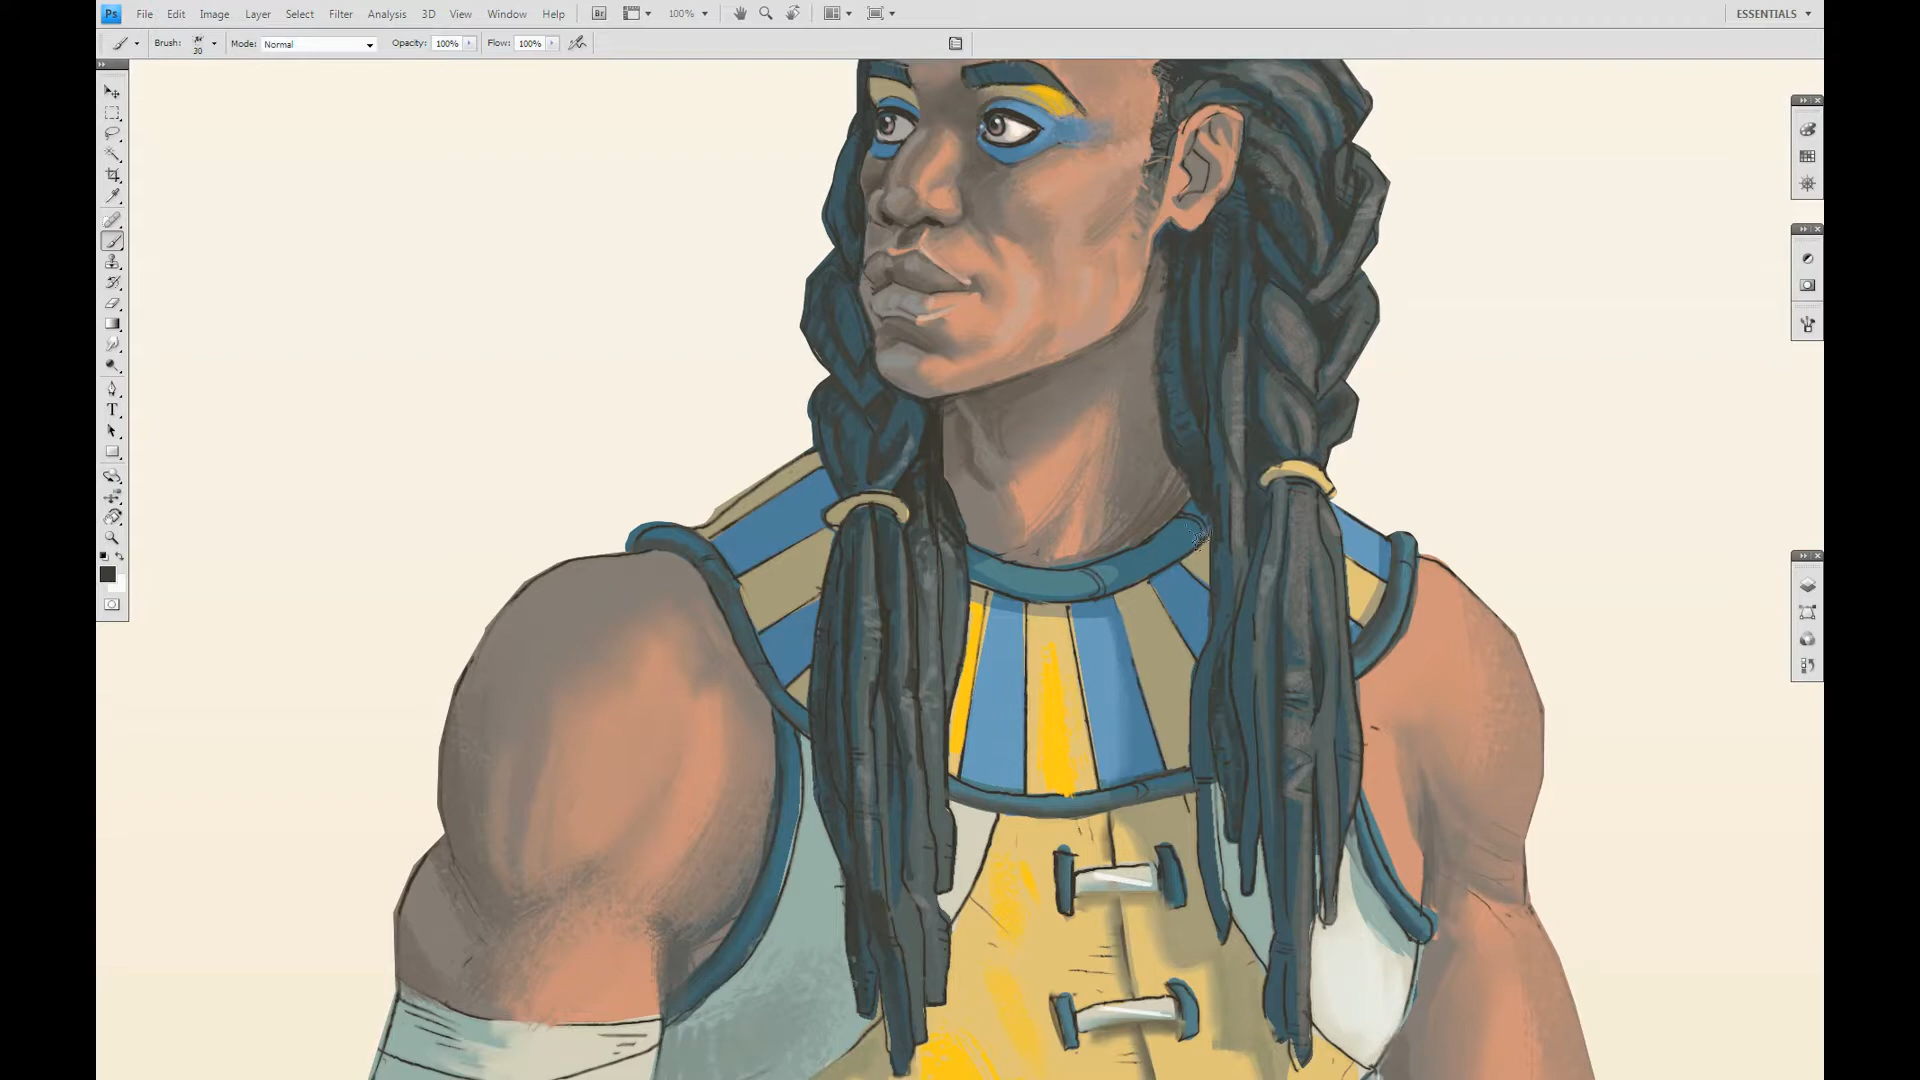 Ps File Edit Image Layer Select Filter Analysis 3D View Window Help Br 100% ESSENTIALS
Brush: 30 Mode: Normal Opacity: 100% Flow: 100%
T